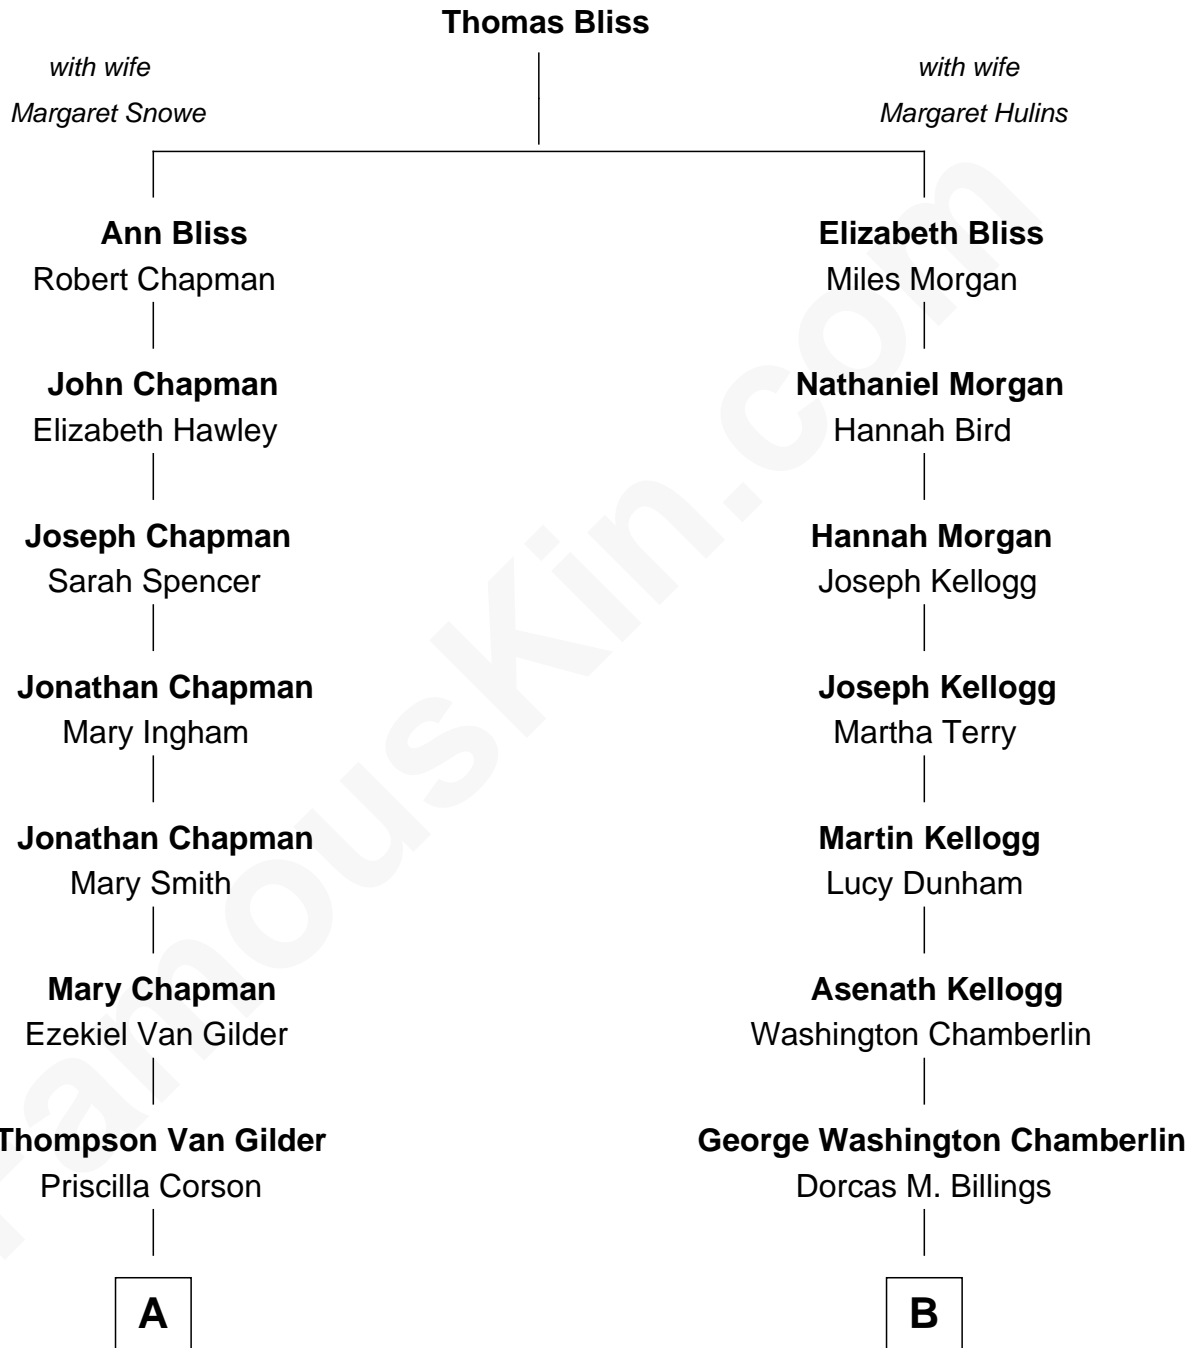 Thomas Bliss
with wife
Margaret Snowe
with wife
Margaret Hulins
Ann Bliss
Robert Chapman
Elizabeth Bliss
Miles Morgan
John Chapman
Elizabeth Hawley
Nathaniel Morgan
Hannah Bird
Joseph Chapman
Sarah Spencer
Hannah Morgan
Joseph Kellogg
Jonathan Chapman
Mary Ingham
Joseph Kellogg
Martha Terry
Jonathan Chapman
Mary Smith
Martin Kellogg
Lucy Dunham
Mary Chapman
Ezekiel Van Gilder
Asenath Kellogg
Washington Chamberlin
Thompson Van Gilder
Priscilla Corson
George Washington Chamberlin
Dorcas M. Billings
A
B
FamousKin.com